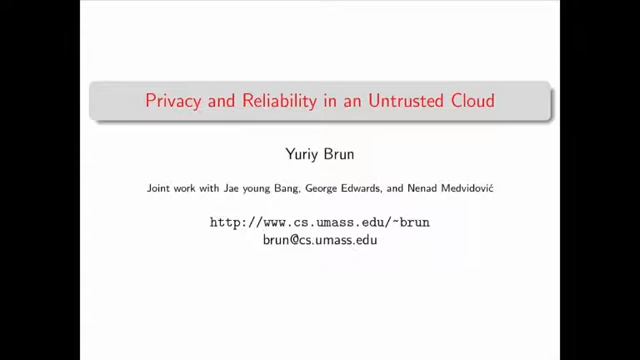 Privacy and Reliability in an Untrusted Cloud
Yuriy Brun
Joint work with Jae young Bang, George Edwards, and Nenad Medvidović
http://www.cs.umass.edu/~brun
brun@cs.umass.edu